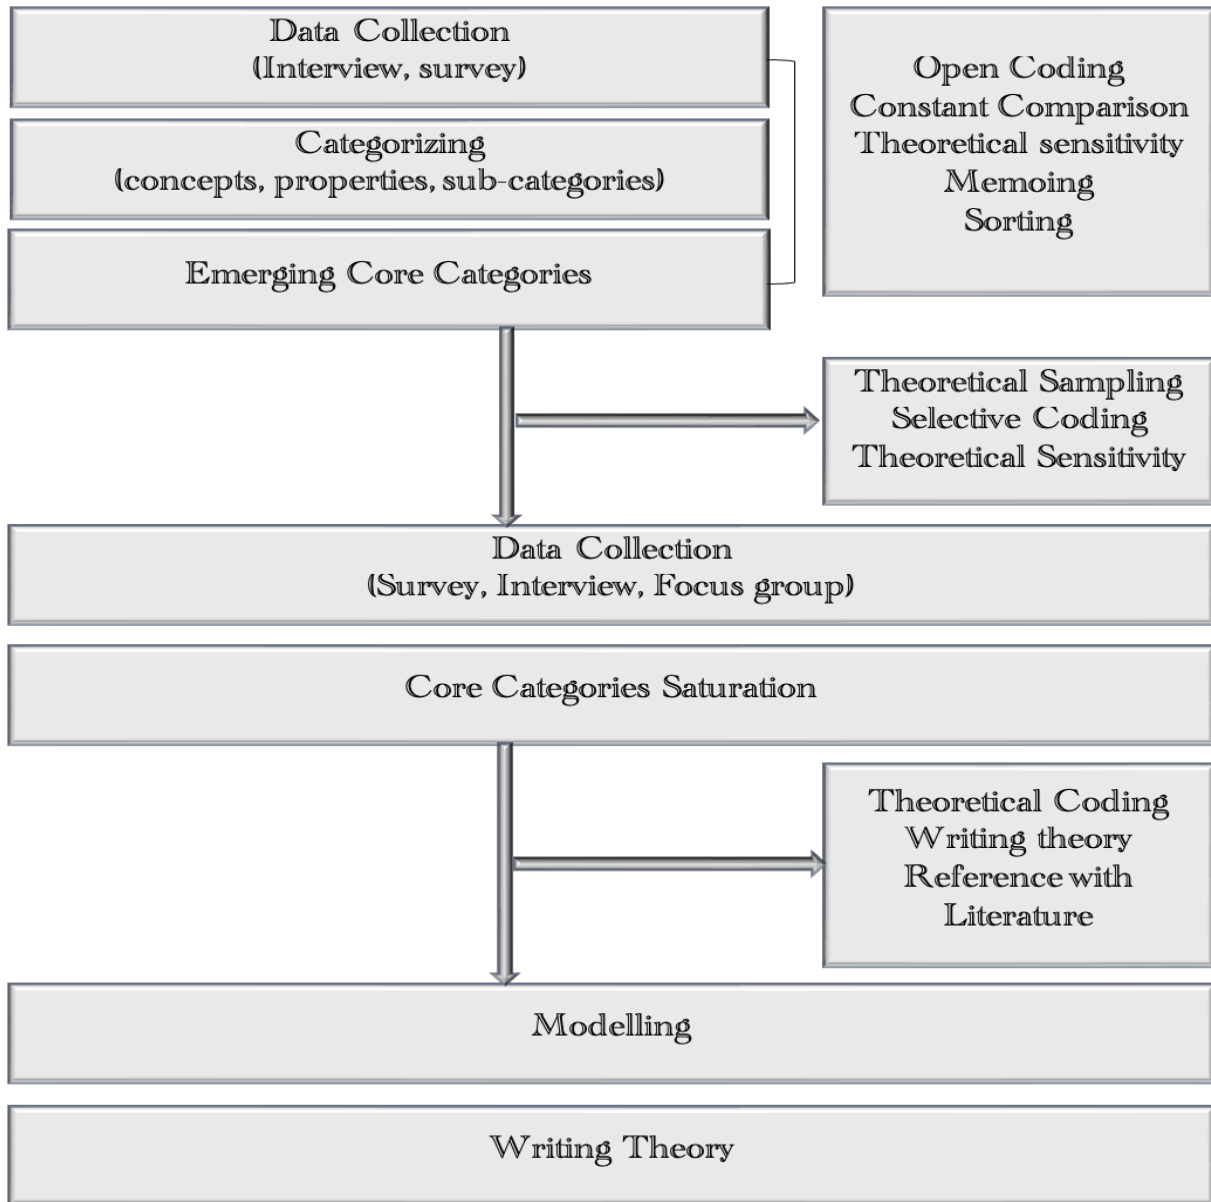 Data Collection
(Interview, survey)
Categorizing
(concepts, properties, sub-categories)
Emerging Core Categories
Open Coding
Constant Comparison
Theoretical sensitivity
Memoing
Sorting
Theoretical Sampling
Selective Coding
Theoretical Sensitivity
Data Collection
(Survey, Interview, Focus group)
Core Categories Saturation
Theoretical Coding
Writing theory
Reference with
Literature
Modelling
Writing Theory